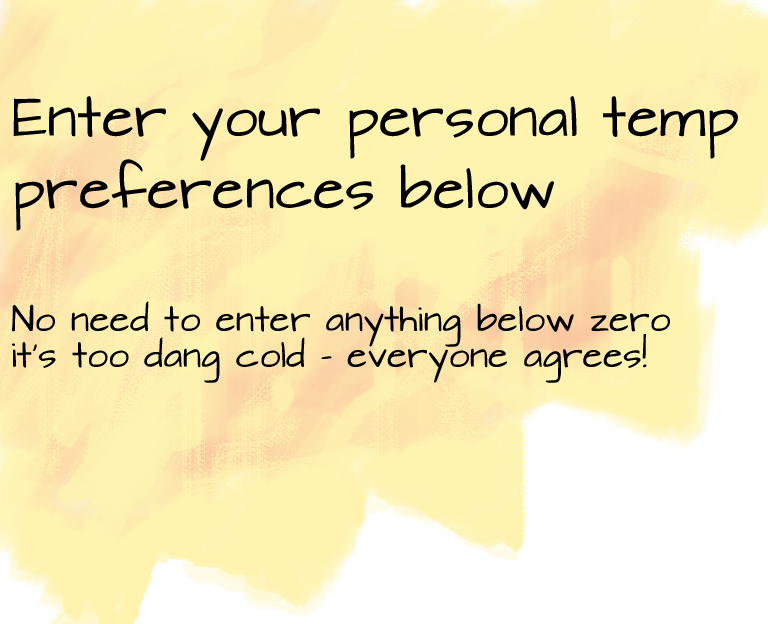 Enter your personal temp
preferences below
No need to enter anything below zero
it's too dang cold - everyone agrees!